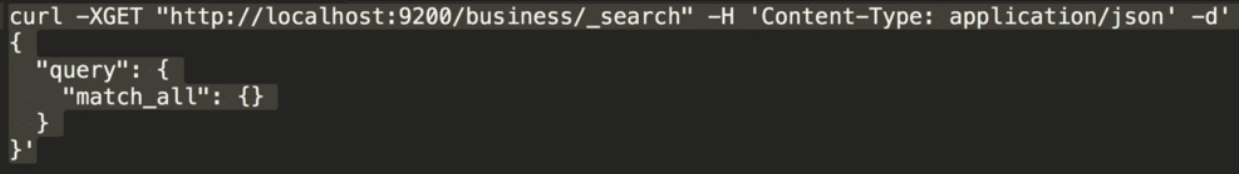 curl -XGET "http://localhost:9200/business/_search" -H 'Content-Type: application/json' -d'
{
  "query": {
    "match_all": {}
  }
}'